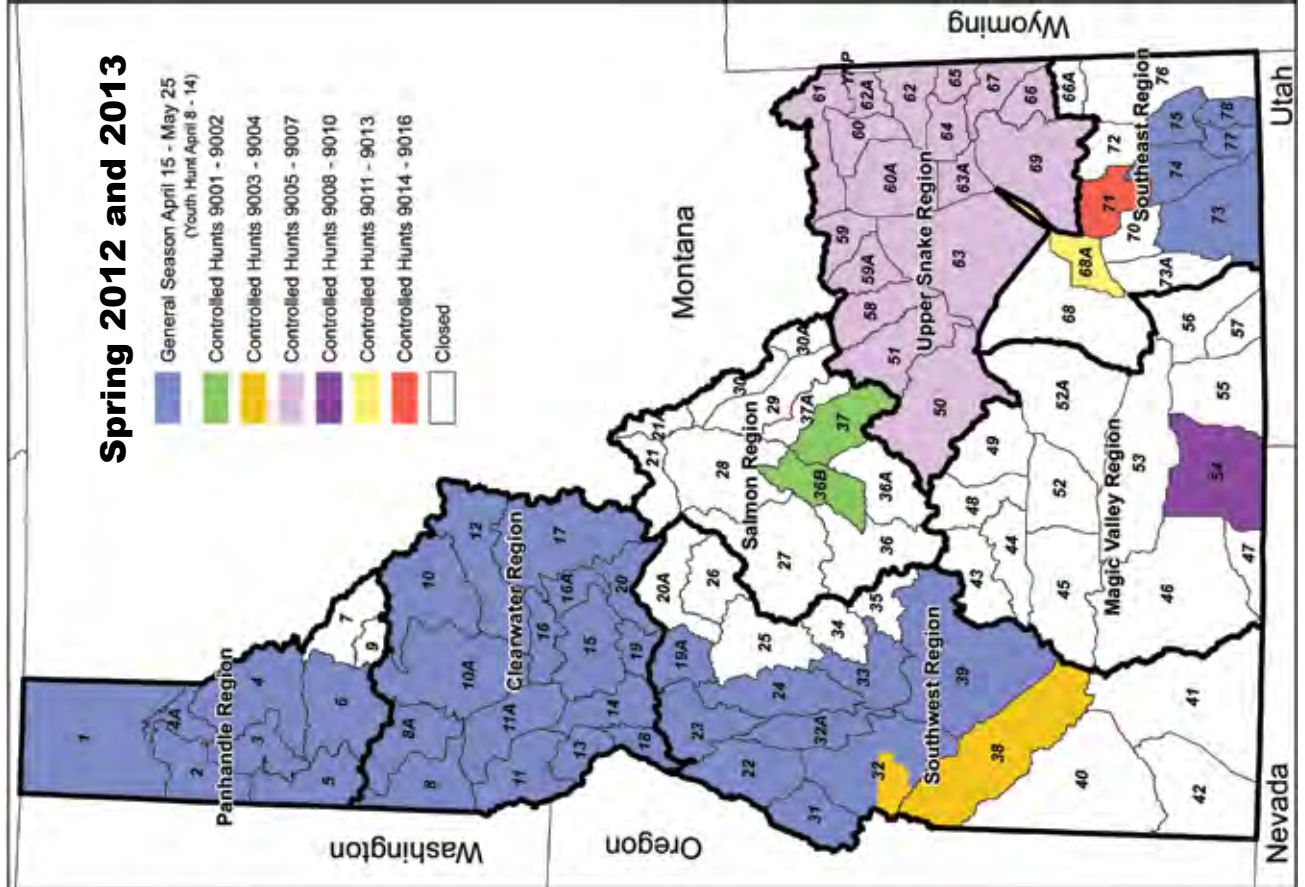 Spring 2012 and 2013
General Season April 15 - May 25
(Youth Hunt April 8 - 14)
Controlled Hunts 9001 - 9002
Controlled Hunts 9003 - 9004
Controlled Hunts 9005 - 9007
Controlled Hunts 9008 - 9010
Controlled Hunts 9011 - 9013
Controlled Hunts 9014 - 9016
Closed
Washington
Oregon
Montana
Wyoming
Nevada
Utah
Panhandle Region
1
2
4A
3
4
5
6
7
9
Clearwater Region
8
8A
10A
10
12
11
11A
13
14
18
15
16
16A
17
19
20
Southwest Region
19A
20A
26
25
23
24
22
32A
33
34
35
31
32
39
38
40
41
42
Salmon Region
21
21A
28
27
36
36A
36B
37
37A
29
30
30A
Magic Valley Region
43
44
48
49
45
52
52A
53
46
47
54
55
56
57
68
Upper Snake Region
50
51
58
59A
59
63
63A
60A
60
61
YNP
62A
62
64
65
67
66
69
Southeast Region
66A
76
72
71
70
68A
73A
73
74
75
77
78